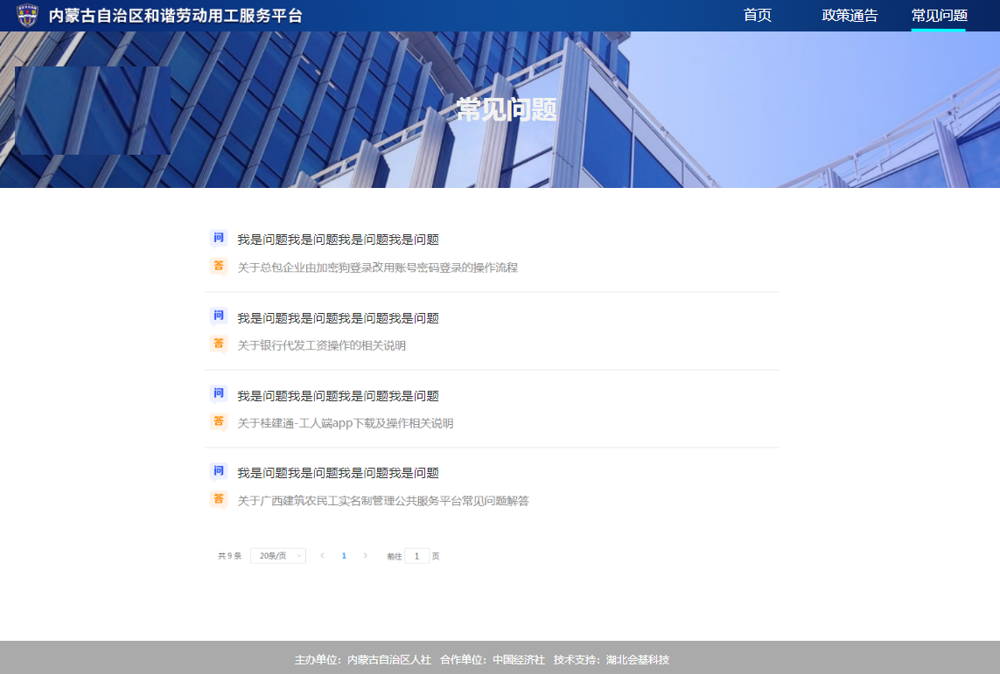 内蒙古自治区和谐劳动用工服务平台
首页 政策通告 常见问题
常见问题
问 我是问题我是问题我是问题我是问题
答 关于总包企业由加密狗登录改用账号密码登录的操作流程
问 我是问题我是问题我是问题我是问题
答 关于银行代发工资操作的相关说明
问 我是问题我是问题我是问题我是问题
答 关于桂建通-工人端app下载及操作相关说明
问 我是问题我是问题我是问题我是问题
答 关于广西建筑农民工实名制管理公共服务平台常见问题解答
共 9 条 20条/页 1 前往 1 页
主办单位：内蒙古自治区人社 合作单位：中国经济社 技术支持：湖北会基科技